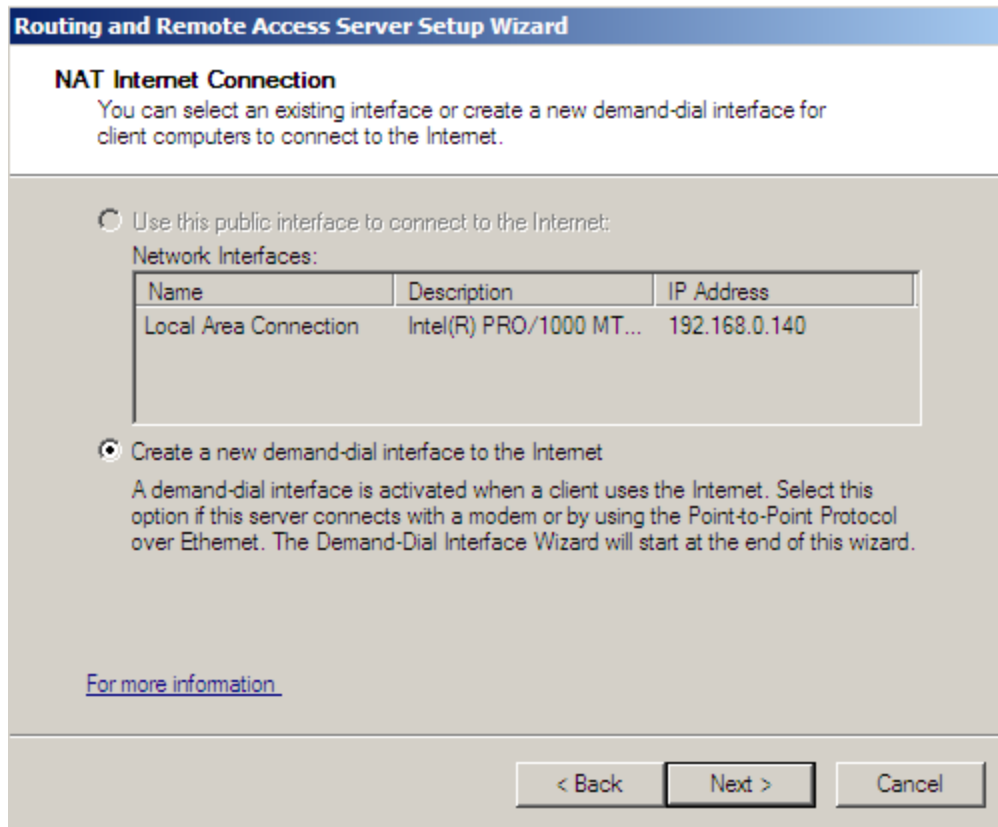 Routing and Remote Access Server Setup Wizard
NAT Internet Connection
You can select an existing interface or create a new demand-dial interface for
client computers to connect to the Internet.
Use this public interface to connect to the Internet:
Network Interfaces:
Name Description IP Address
Local Area Connection Intel(R) PRO/1000 MT... 192.168.0.140
Create a new demand-dial interface to the Internet
A demand-dial interface is activated when a client uses the Internet. Select this
option if this server connects with a modem or by using the Point-to-Point Protocol
over Ethernet. The Demand-Dial Interface Wizard will start at the end of this wizard.
For more information
< Back Next > Cancel